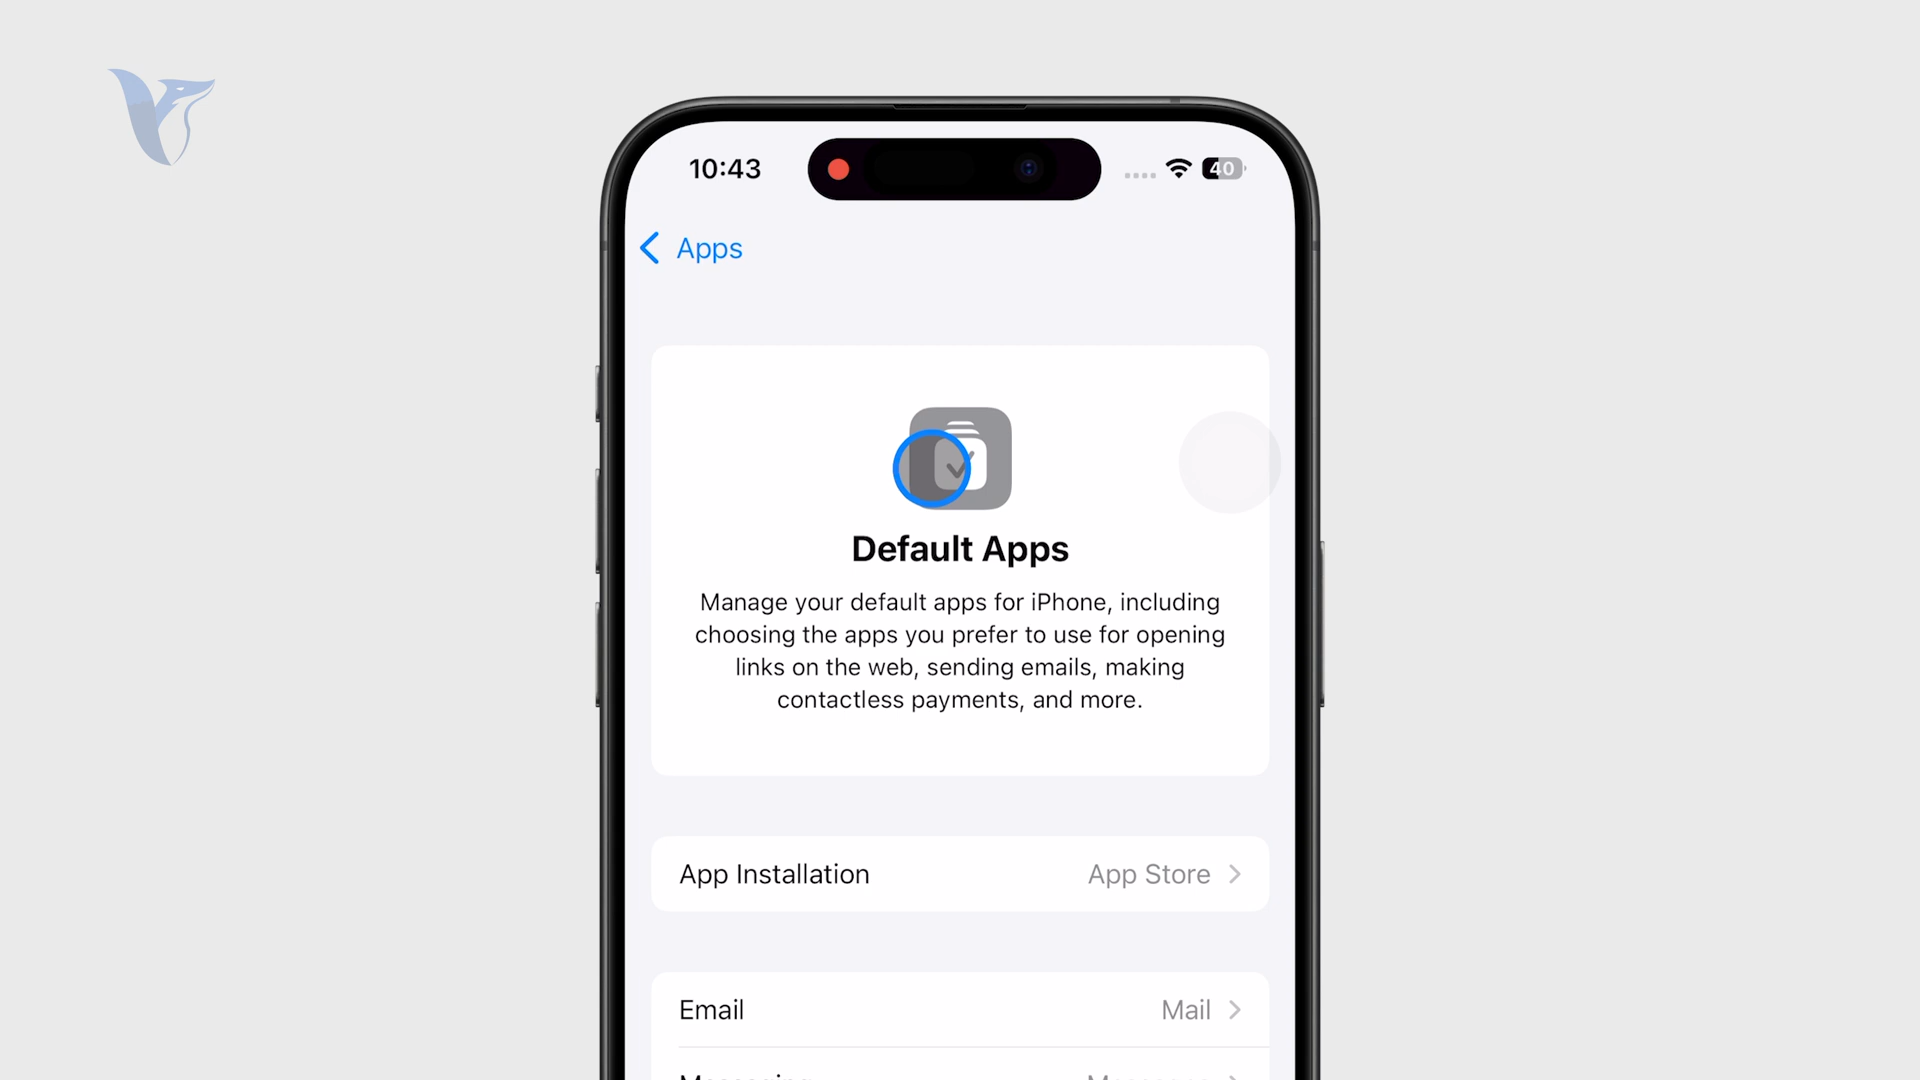 10:43
40
Apps
Default Apps
Manage your default apps for iPhone, including
choosing the apps you prefer to use for opening
links on the web, sending emails, making
contactless payments, and more.
App Installation App Store
Email Mail